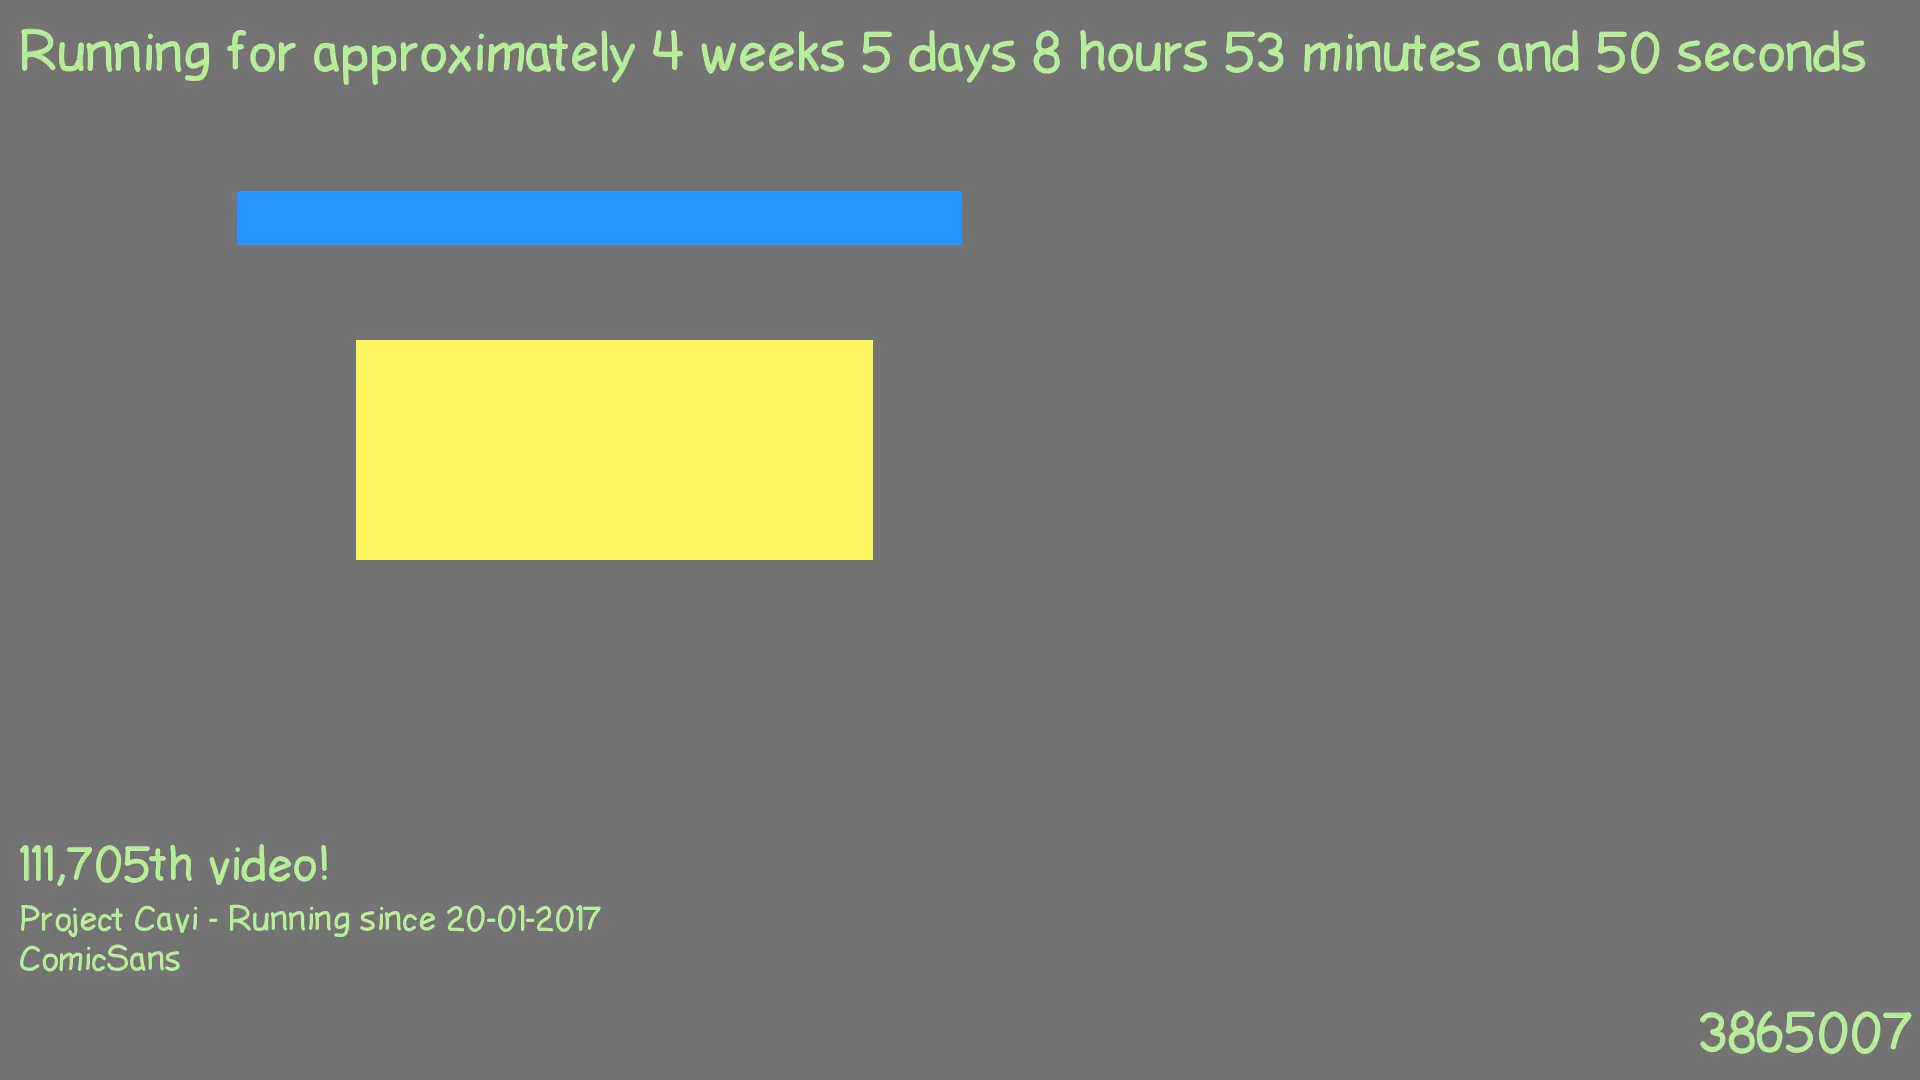 Running for approximately 4 weeks 5 days 8 hours 53 minutes and 50 seconds
111,705th video!
Project Cavi - Running since 20-01-2017
ComicSans
3865007